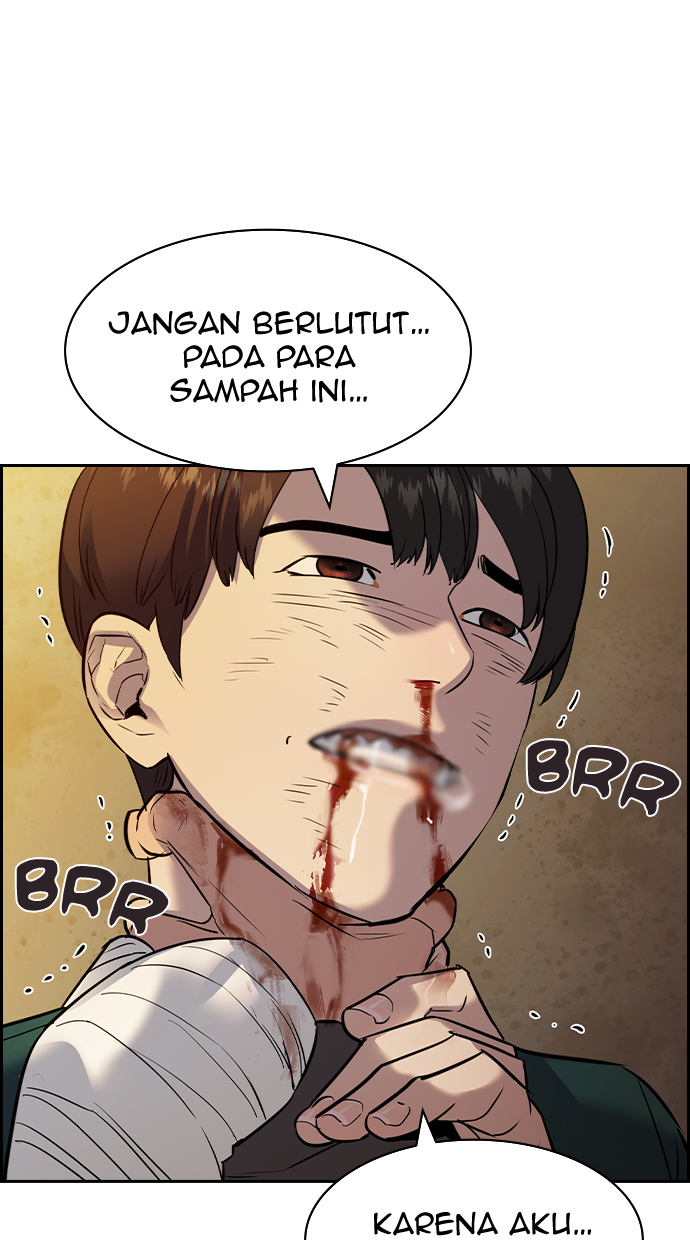 JANGAN BERLUTUT...
PADA PARA
SAMPAH INI...
BRR
BRR
KARENA AKU...